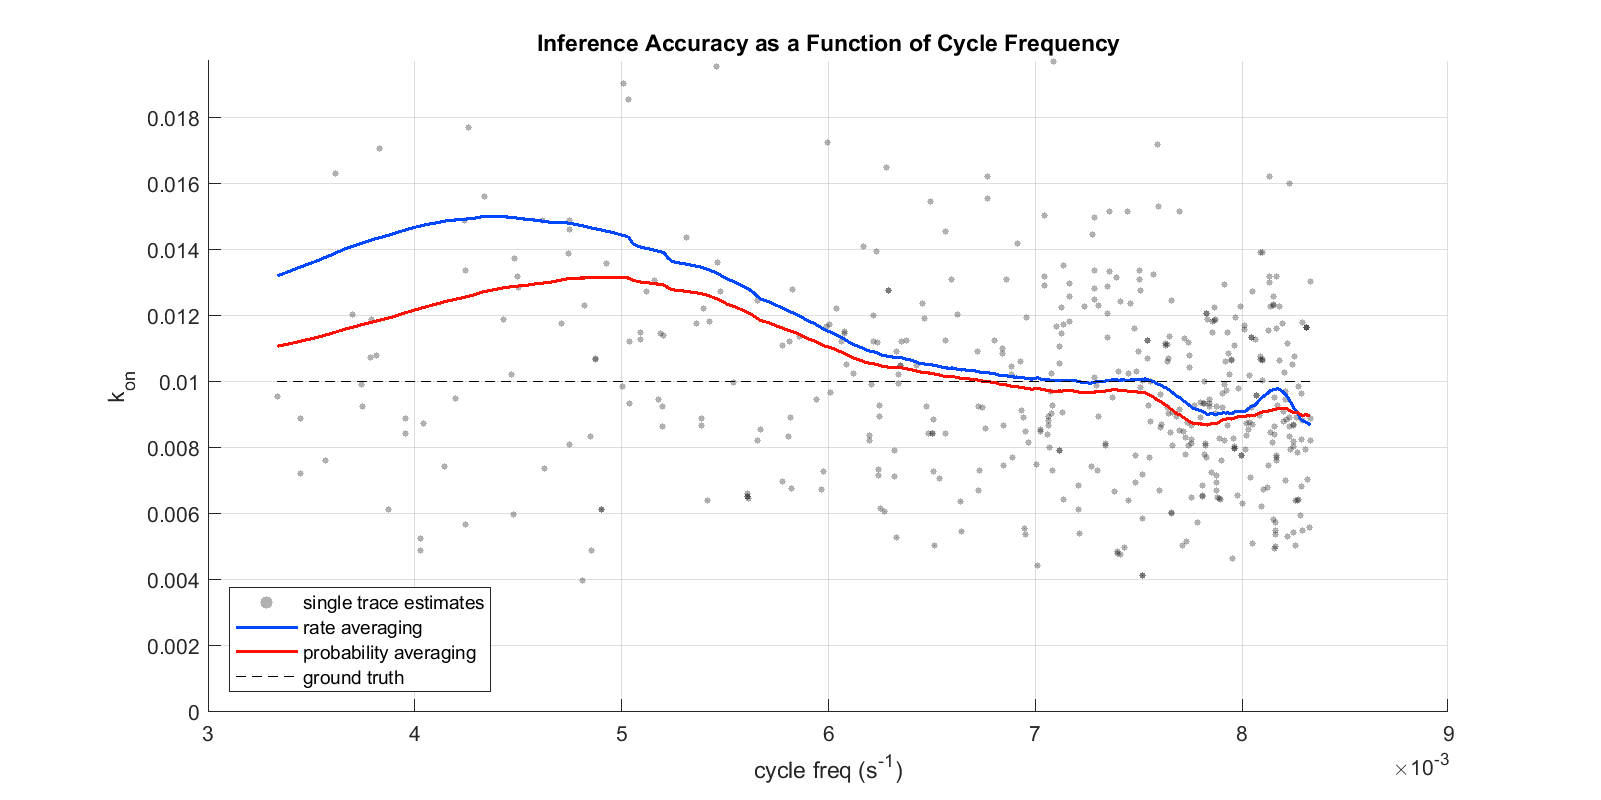 Inference Accuracy as a Function of Cycle Frequency
0.018
0.016
0.014
0.012
0.01
0.008
0.006
0.004
0.002
0
k_on
single trace estimates
rate averaging
probability averaging
ground truth
3 4 5 6 7 8 9
cycle freq (s^-1)
×10^-3